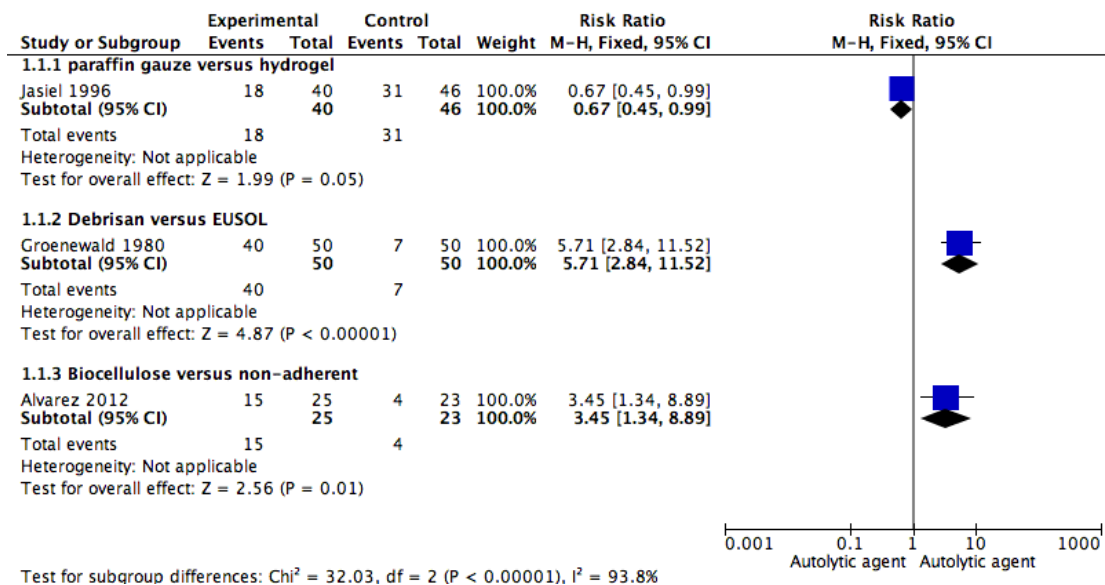 Experimental Control Risk Ratio Risk Ratio
Study or Subgroup Events Total Events Total Weight M-H, Fixed, 95% CI M-H, Fixed, 95% CI
1.1.1 paraffin gauze versus hydrogel
Jasiel 1996 18 40 31 46 100.0% 0.67 [0.45, 0.99]
Subtotal (95% CI) 40 46 100.0% 0.67 [0.45, 0.99]
Total events 18 31
Heterogeneity: Not applicable
Test for overall effect: Z = 1.99 (P = 0.05)
1.1.2 Debrisan versus EUSOL
Groenewald 1980 40 50 7 50 100.0% 5.71 [2.84, 11.52]
Subtotal (95% CI) 50 50 100.0% 5.71 [2.84, 11.52]
Total events 40 7
Heterogeneity: Not applicable
Test for overall effect: Z = 4.87 (P < 0.00001)
1.1.3 Biocellulose versus non-adherent
Alvarez 2012 15 25 4 23 100.0% 3.45 [1.34, 8.89]
Subtotal (95% CI) 25 23 100.0% 3.45 [1.34, 8.89]
Total events 15 4
Heterogeneity: Not applicable
Test for overall effect: Z = 2.56 (P = 0.01)
0.001 0.1 1 10 1000
Autolytic agent Autolytic agent
Test for subgroup differences: Chi² = 32.03, df = 2 (P < 0.00001), I² = 93.8%